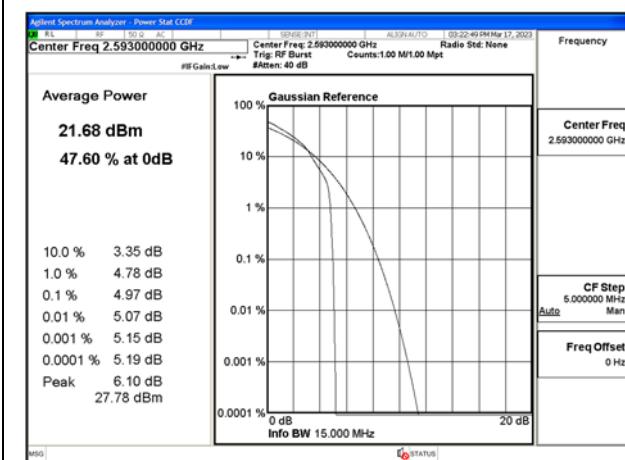 Agilent Spectrum Analyzer - Power Stat CCDF
RL RF 50 Ω AC SENSE:INT ALIGN AUTO 03:22:49 PM Mar 17, 2023
Center Freq 2.593000000 GHz
Center Freq: 2.593000000 GHz Radio Std: None
Trig: RF Burst Counts:1.00 M/1.00 Mpt
#IFGain:Low #Atten: 40 dB
Frequency
Average Power
21.68 dBm
47.60 % at 0dB
10.0 % 3.35 dB
1.0 % 4.78 dB
0.1 % 4.97 dB
0.01 % 5.07 dB
0.001 % 5.15 dB
0.0001 % 5.19 dB
Peak 6.10 dB
27.78 dBm
Gaussian Reference
100 %
10 %
1 %
0.1 %
0.01 %
0.001 %
0.0001 %
0 dB 20 dB
Info BW 15.000 MHz
Center Freq
2.593000000 GHz
CF Step
5.000000 MHz
Auto Man
Freq Offset
0 Hz
MSG STATUS